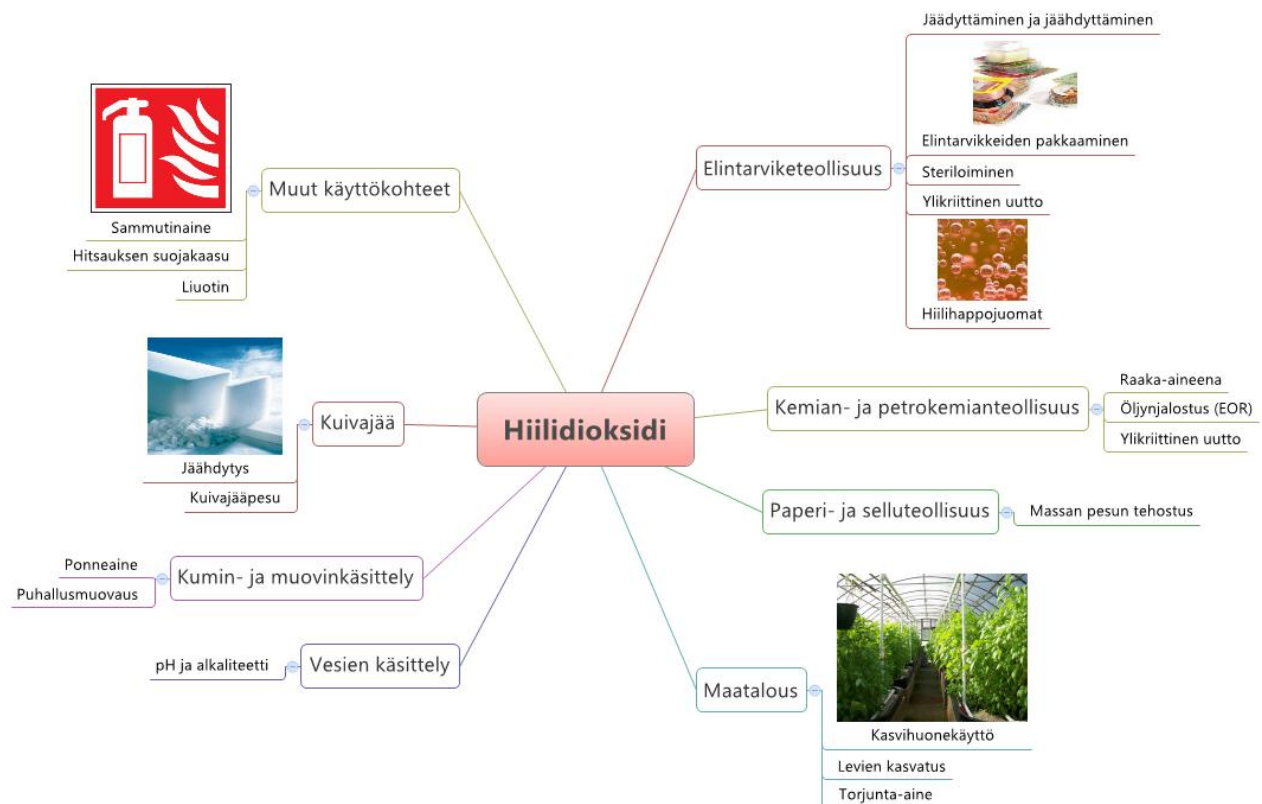 Hiilidioksidi
Elintarviketeollisuus
Jäädyttäminen ja jäähdyttäminen
Elintarvikkeiden pakkaaminen
Steriloiminen
Ylikriittinen uutto
Hiilihappojuomat
Kemian- ja petrokemianteollisuus
Raaka-aineena
Öljynjalostus (EOR)
Ylikriittinen uutto
Paperi- ja selluteollisuus
Massan pesun tehostus
Maatalous
Kasvihuonekäyttö
Levien kasvatus
Torjunta-aine
Muut käyttökohteet
Sammutinaine
Hitsauksen suojakaasu
Liuotin
Kuivajää
Jäähdytys
Kuivajääpesu
Kumin- ja muovinkäsittely
Ponneaine
Puhallusmuovaus
Vesien käsittely
pH ja alkaliteetti